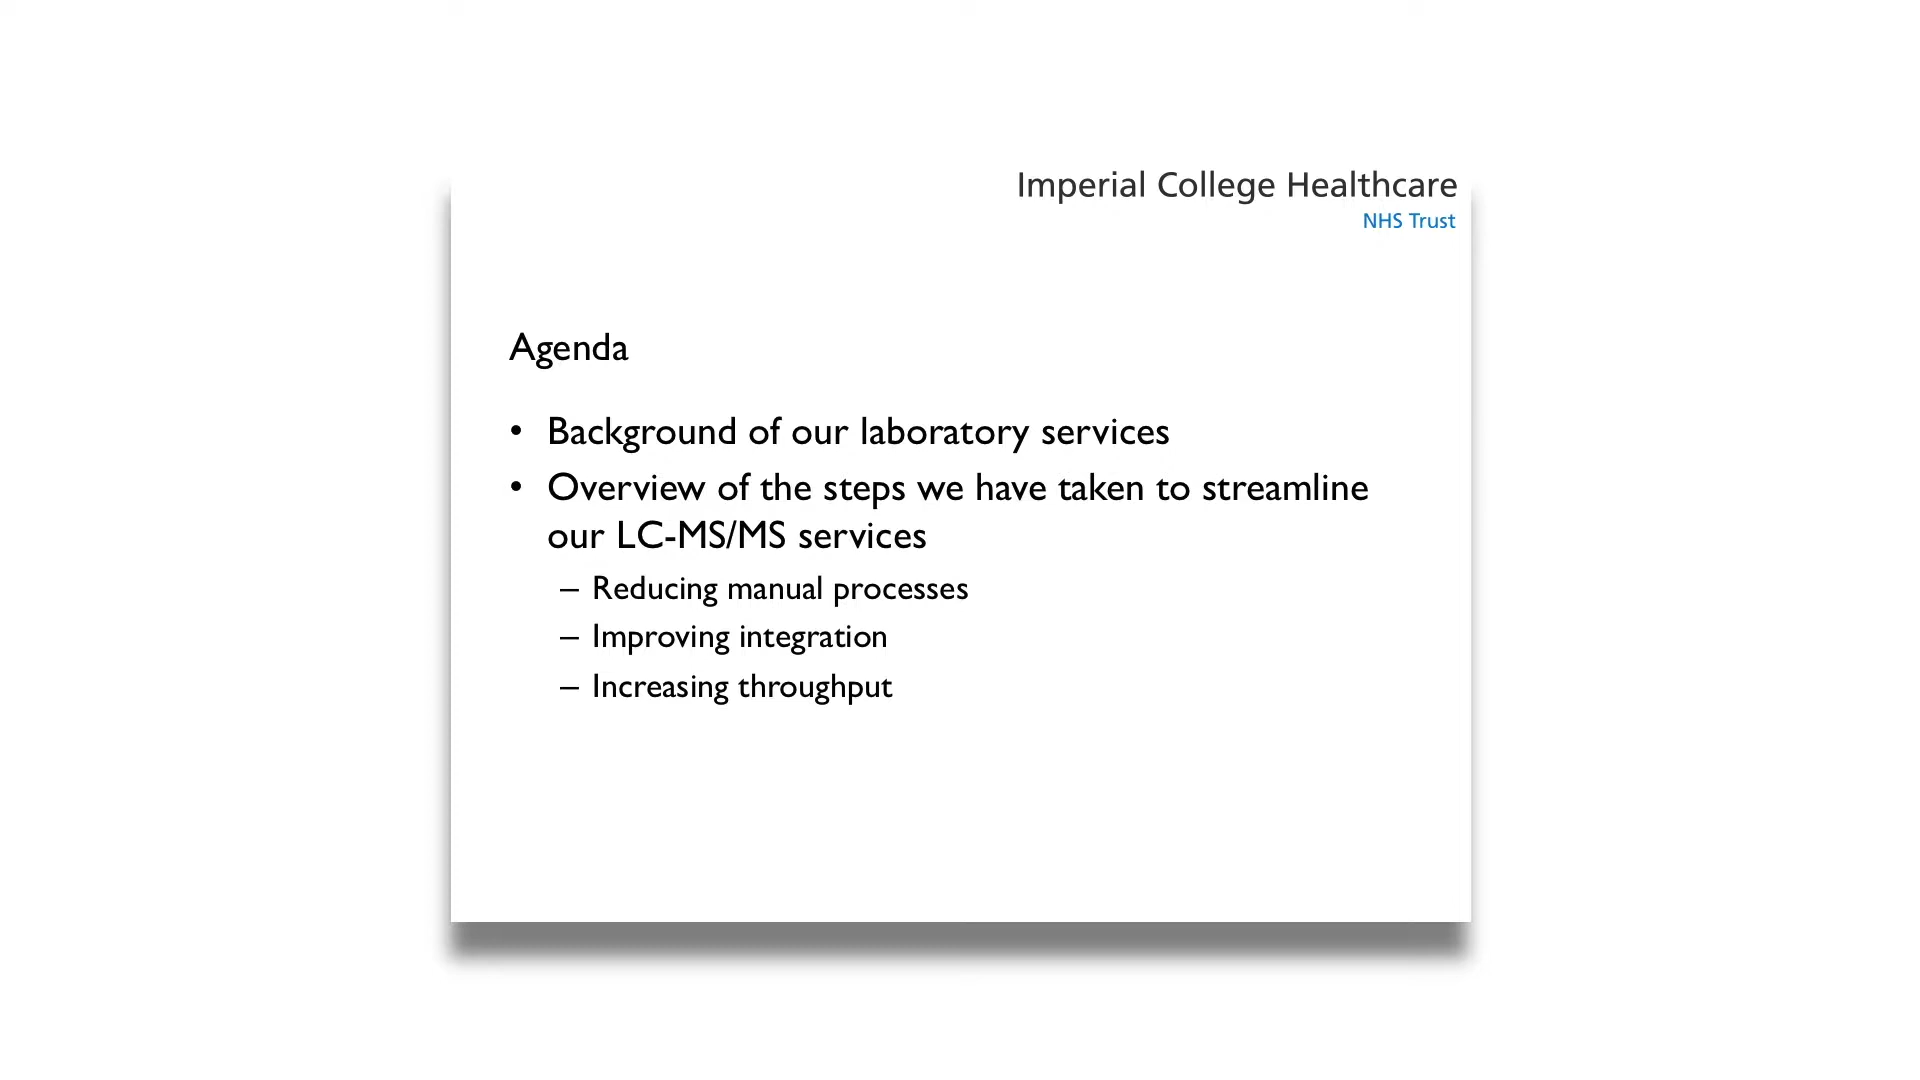 Imperial College Healthcare
NHS Trust
Agenda
• Background of our laboratory services
• Overview of the steps we have taken to streamline
our LC-MS/MS services
– Reducing manual processes
– Improving integration
– Increasing throughput